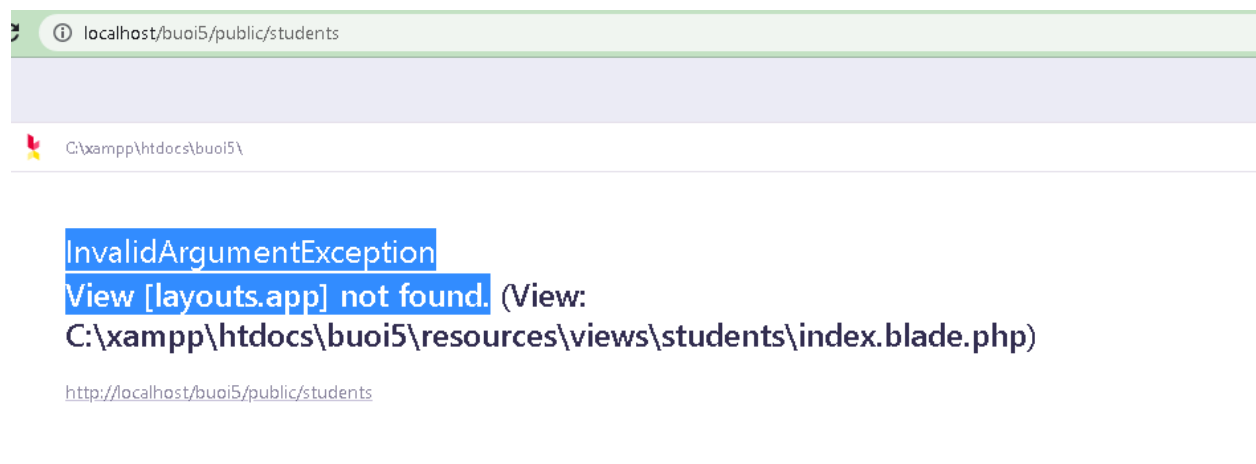 localhost/buoi5/public/students
C:\xampp\htdocs\buoi5\
InvalidArgumentException
View [layouts.app] not found. (View:
C:\xampp\htdocs\buoi5\resources\views\students\index.blade.php)
http://localhost/buoi5/public/students